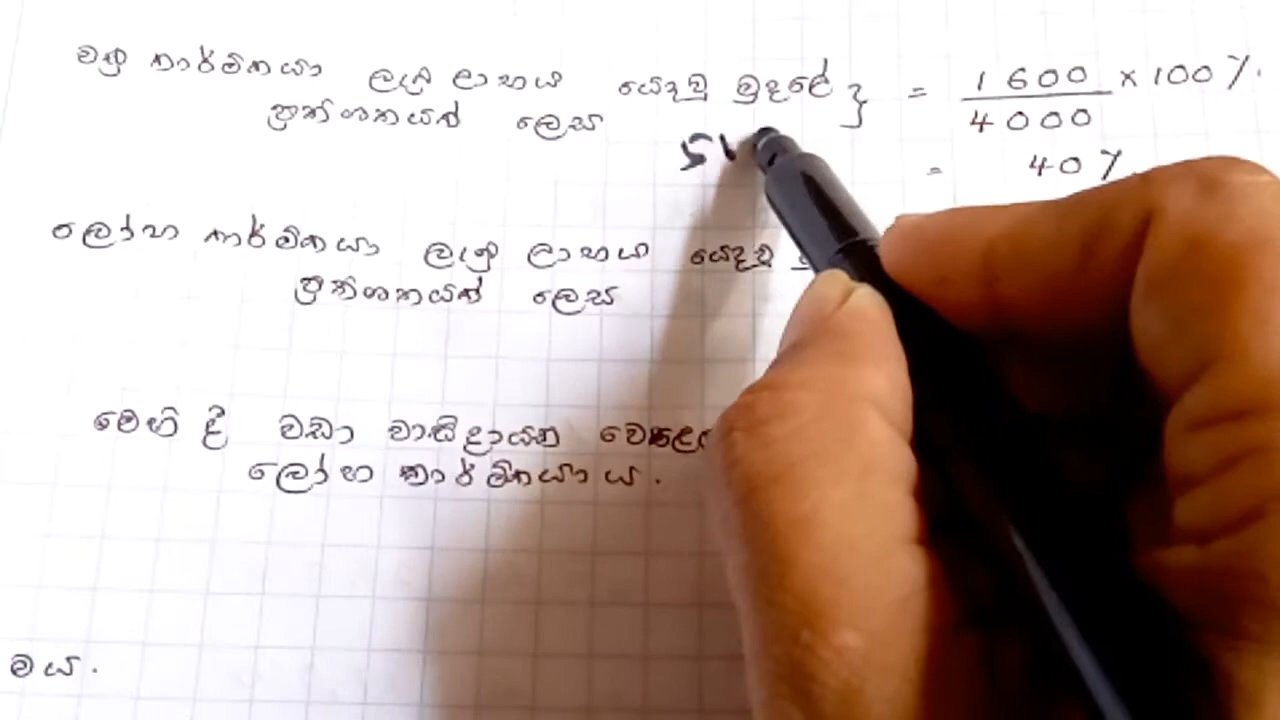 වඩු කාර්මිකයා ලැබූ ලාභය යෙදවූ මුදලේ } = 1600/4000 × 100%
ප්‍රතිශතයක් ලෙස
= 40%
ලෝහ කාර්මිකයා ලැබූ ලාභය යෙදවූ
ප්‍රතිශතයක් ලෙස
මෙහි දී වඩා වාසිදායක
ලෝහ කාර්මිකයා ය.
මය.